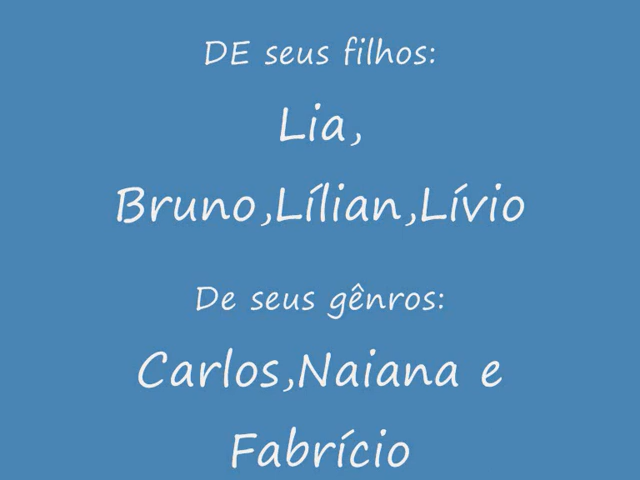 DE seus filhos:
Lia,
Bruno,Lílian,Lívio
De seus gênros:
Carlos,Naiana e
Fabrício